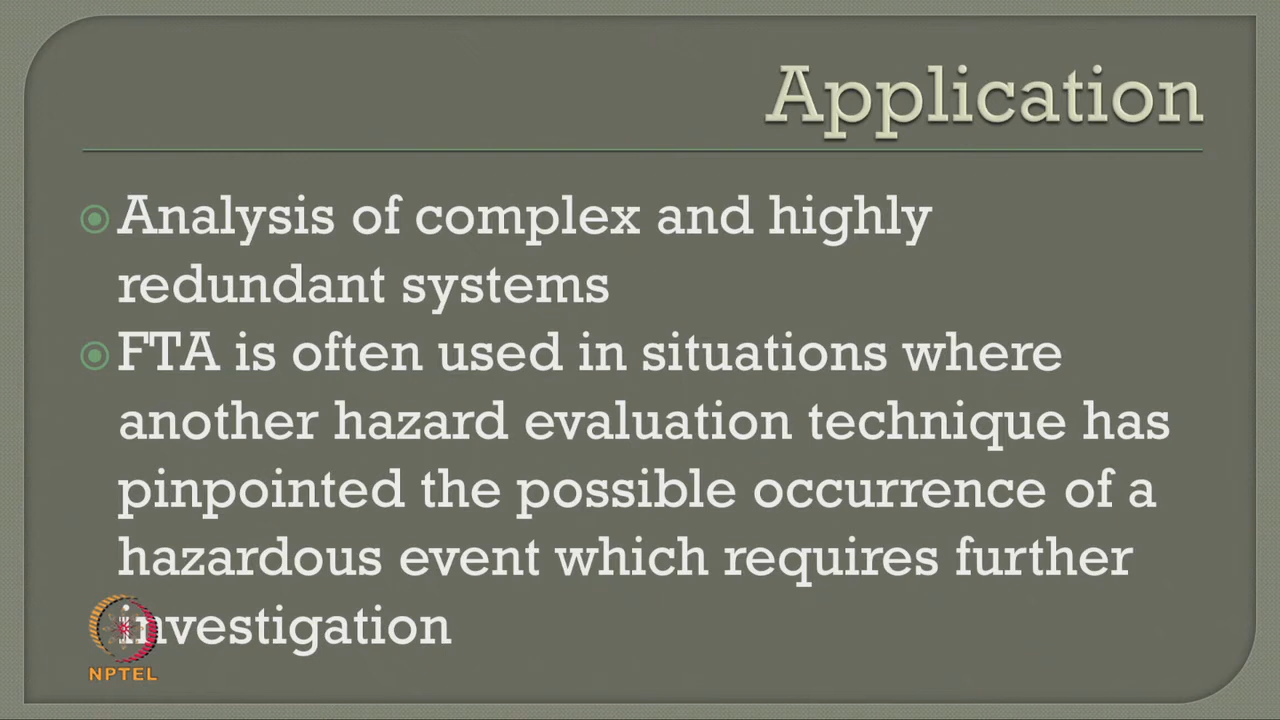 Application
Analysis of complex and highly
redundant systems
FTA is often used in situations where
another hazard evaluation technique has
pinpointed the possible occurrence of a
hazardous event which requires further
investigation
NPTEL